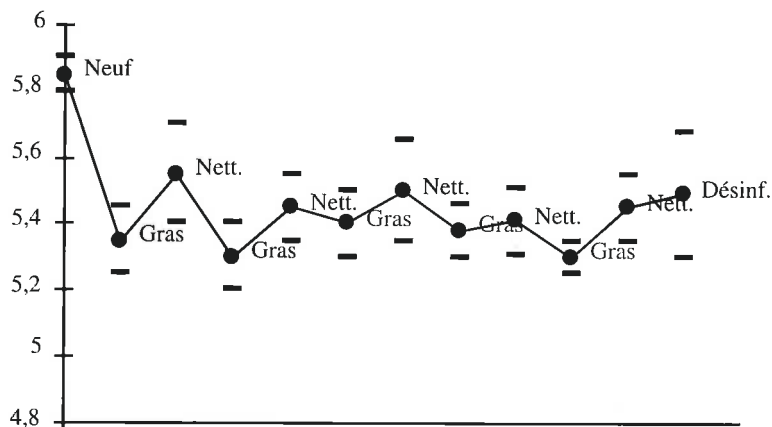 6
Neuf
5,8
5,6
Nett.
Désinf.
Nett.
Nett.
Nett.
5,4
Gras
Gras
Gras
Nett.
Gras
Gras
5,2
5
4,8